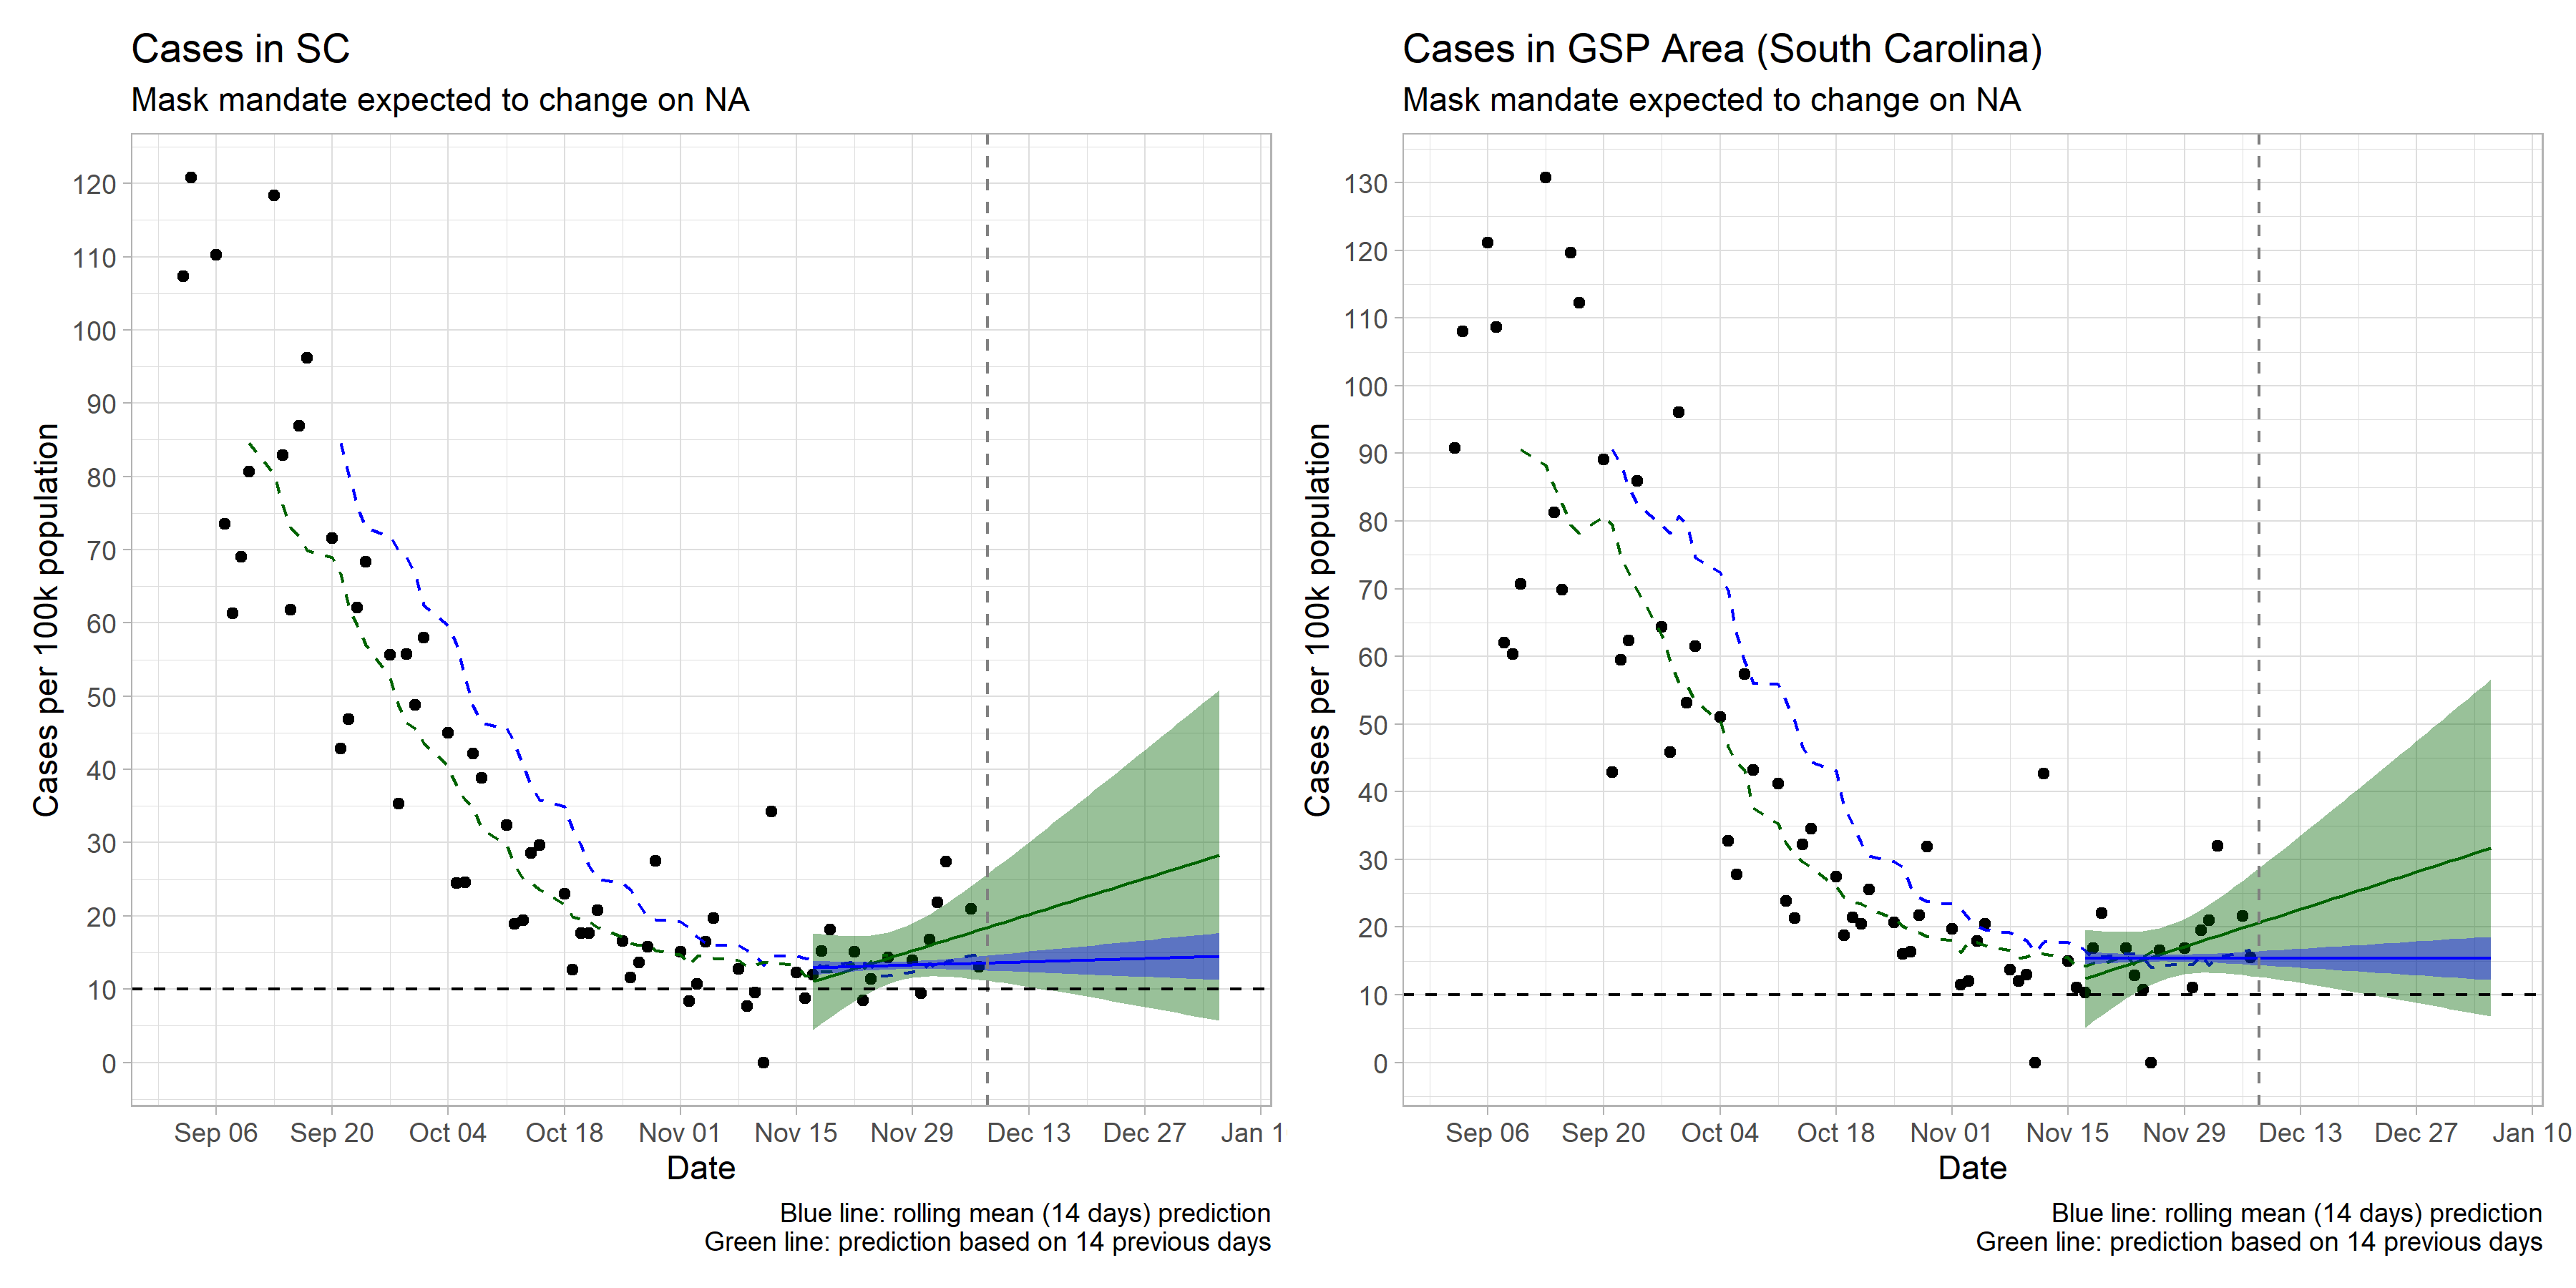 Cases in SC
Mask mandate expected to change on NA
Cases per 100k population
120
110
100
90
80
70
60
50
40
30
20
10
0
Sep 06 Sep 20 Oct 04 Oct 18 Nov 01 Nov 15 Nov 29 Dec 13 Dec 27 Jan 1
Date
Blue line: rolling mean (14 days) prediction
Green line: prediction based on 14 previous days
Cases in GSP Area (South Carolina)
Mask mandate expected to change on NA
Cases per 100k population
130
120
110
100
90
80
70
60
50
40
30
20
10
0
Sep 06 Sep 20 Oct 04 Oct 18 Nov 01 Nov 15 Nov 29 Dec 13 Dec 27 Jan 10
Date
Blue line: rolling mean (14 days) prediction
Green line: prediction based on 14 previous days